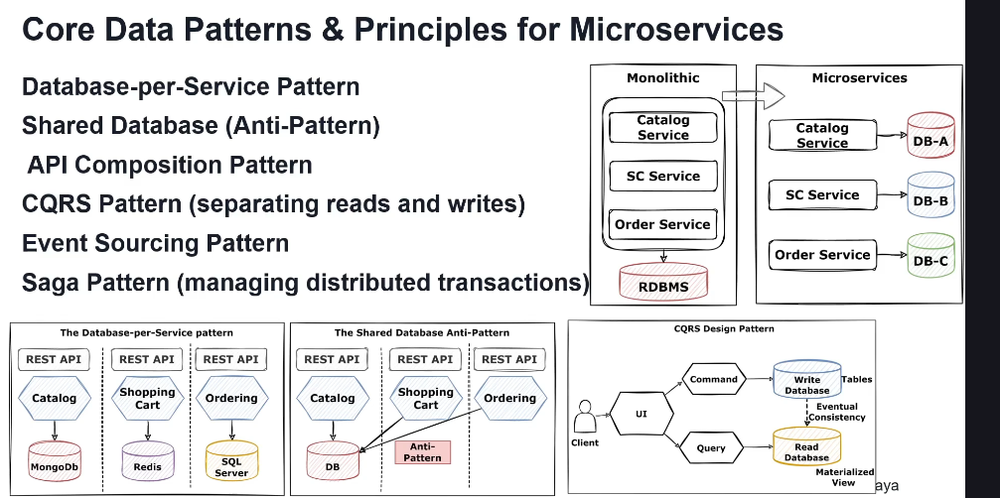 Core Data Patterns & Principles for Microservices
Database-per-Service Pattern
Shared Database (Anti-Pattern)
API Composition Pattern
CQRS Pattern (separating reads and writes)
Event Sourcing Pattern
Saga Pattern (managing distributed transactions)
Monolithic
Catalog
Service
SC Service
Order Service
RDBMS
Microservices
Catalog
Service
DB-A
SC Service
DB-B
Order Service
DB-C
The Database-per-Service pattern
REST API
REST API
REST API
Catalog
Shopping
Cart
Ordering
MongoDb
Redis
SQL
Server
The Shared Database Anti-Pattern
REST API
REST API
REST API
Catalog
Shopping
Cart
Ordering
DB
Anti-
Pattern
CQRS Design Pattern
Client
UI
Command
Query
Write
Database
Tables
Eventual
Consistency
Read
Database
Materialized
View
aya